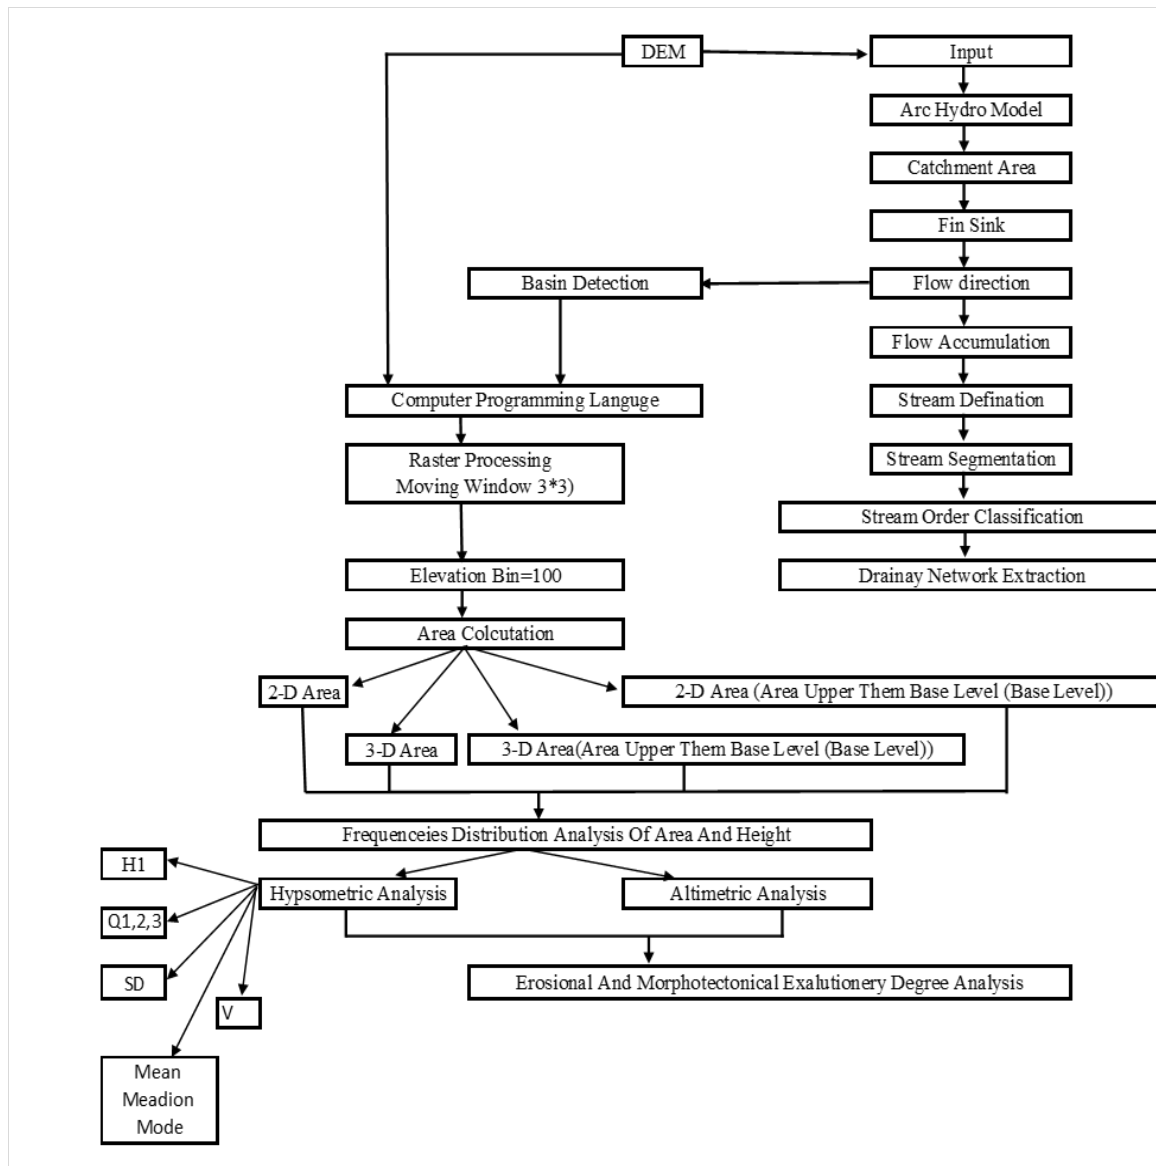 DEM
Input
Arc Hydro Model
Catchment Area
Fin Sink
Basin Detection
Flow direction
Flow Accumulation
Computer Programming Languge
Stream Defination
Raster Processing
Moving Window 3*3)
Stream Segmentation
Stream Order Classification
Elevation Bin=100
Drainay Network Extraction
Area Colcutation
2-D Area
2-D Area (Area Upper Them Base Level (Base Level))
3-D Area
3-D Area(Area Upper Them Base Level (Base Level))
Frequenceies Distribution Analysis Of Area And Height
H1
Hypsometric Analysis
Altimetric Analysis
Q1,2,3
SD
Erosional And Morphotectonical Exalutionery Degree Analysis
V
Mean
Meadion
Mode